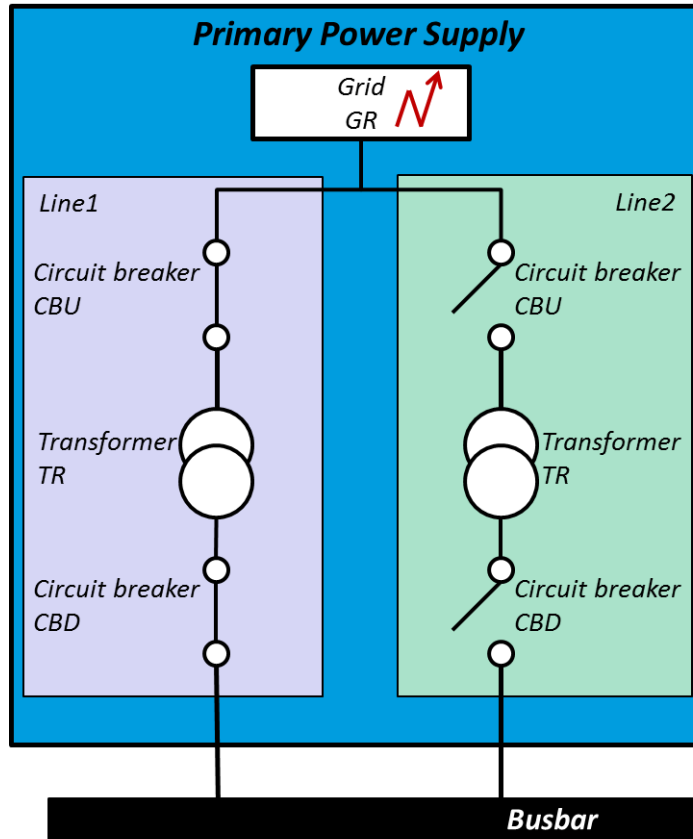 Primary Power Supply
Grid
GR
Line1
Circuit breaker
CBU
Transformer
TR
Circuit breaker
CBD
Line2
Circuit breaker
CBU
Transformer
TR
Circuit breaker
CBD
Busbar